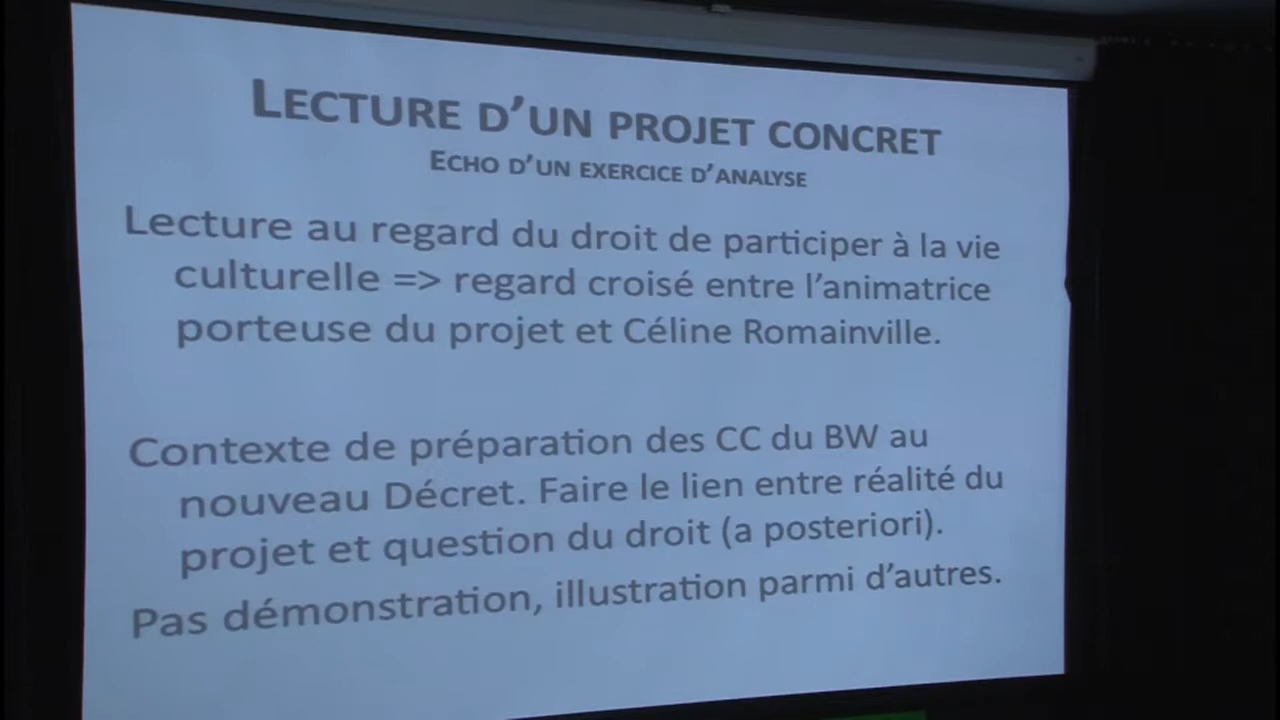 LECTURE D'UN PROJET CONCRET
ECHO D'UN EXERCICE D'ANALYSE
Lecture au regard du droit de participer à la vie
culturelle => regard croisé entre l'animatrice
porteuse du projet et Céline Romainville.
Contexte de préparation des CC du BW au
nouveau Décret. Faire le lien entre réalité du
projet et question du droit (a posteriori).
Pas démonstration, illustration parmi d'autres.